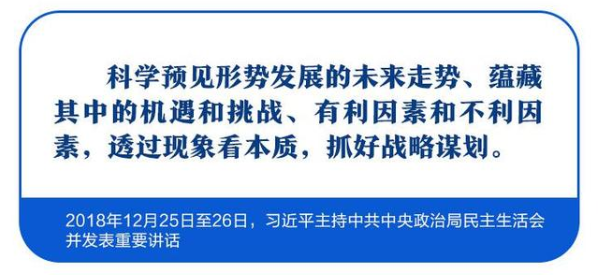 科学预见形势发展的未来走势、蕴藏
其中的机遇和挑战、有利因素和不利因
素，透过现象看本质，抓好战略谋划。
2018年12月25日至26日，习近平主持中共中央政治局民主生活会
并发表重要讲话